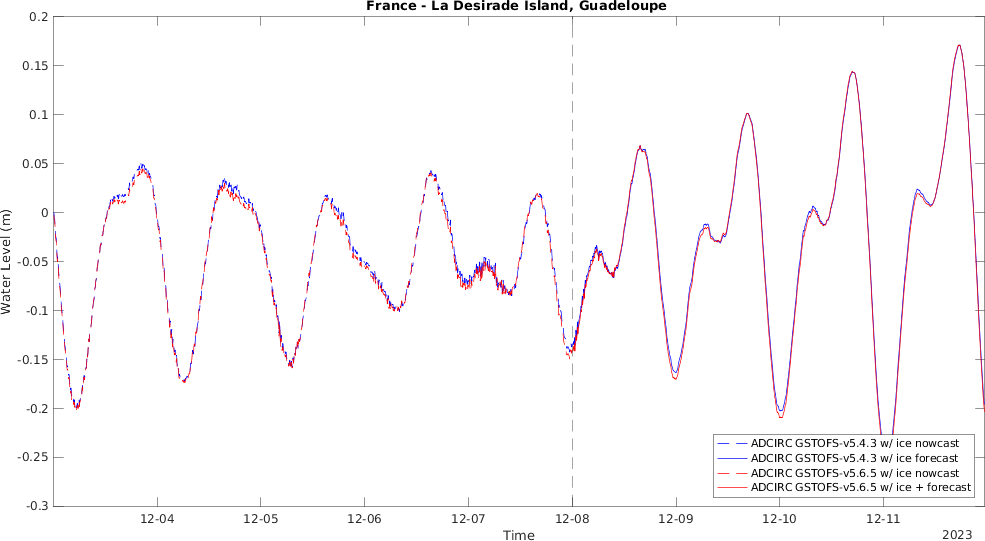 France - La Desirade Island, Guadeloupe
0.2
0.15
0.1
0.05
0
-0.05
-0.1
-0.15
-0.2
-0.25
-0.3
Water Level (m)
12-04 12-05 12-06 12-07 12-08 12-09 12-10 12-11
Time
2023
ADCIRC GSTOFS-v5.4.3 w/ ice nowcast
ADCIRC GSTOFS-v5.4.3 w/ ice forecast
ADCIRC GSTOFS-v5.6.5 w/ ice nowcast
ADCIRC GSTOFS-v5.6.5 w/ ice + forecast